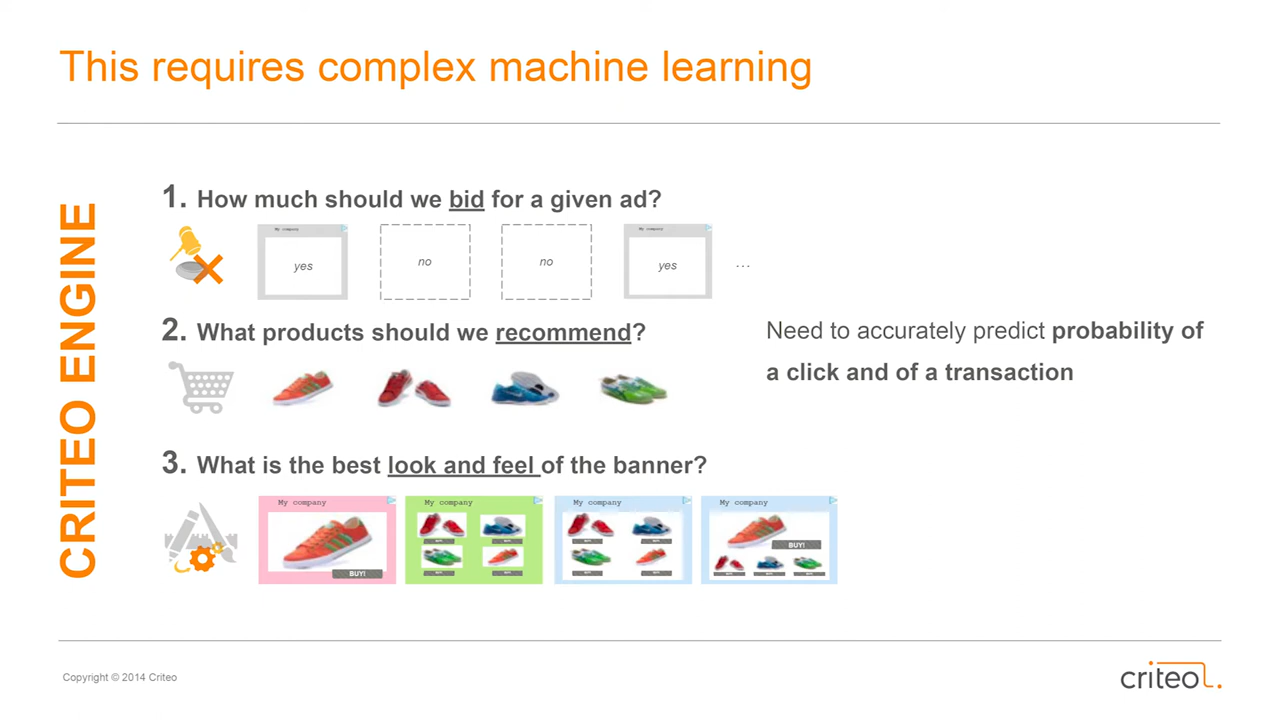 This requires complex machine learning
CRITEO ENGINE
1. How much should we bid for a given ad?
My company
yes
no
no
My company
yes
...
2. What products should we recommend?
Need to accurately predict probability of
a click and of a transaction
3. What is the best look and feel of the banner?
My company
BUY!
My company
My company
My company
BUY!
Copyright © 2014 Criteo
criteo